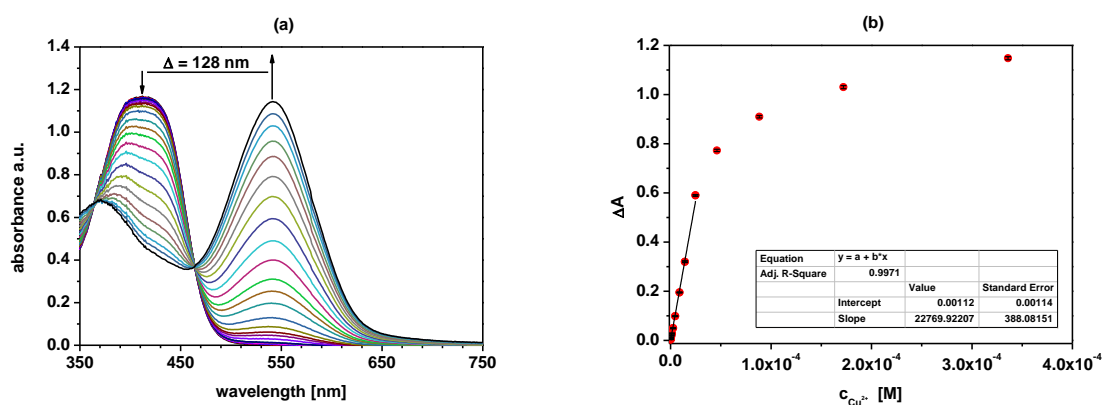 (a)
Δ = 128 nm
absorbance a.u.
1.4
1.2
1.0
0.8
0.6
0.4
0.2
0.0
350 450 550 650 750
wavelength [nm]
(b)
ΔA
1.2
1.0
0.8
0.6
0.4
0.2
0.0
Equation y = a + b*x
Adj. R-Square 0.9971
Value Standard Error
Intercept 0.00112 0.00114
Slope 22769.92207 388.08151
0.0 1.0x10⁻⁴ 2.0x10⁻⁴ 3.0x10⁻⁴ 4.0x10⁻⁴
c_Cu²⁺ [M]